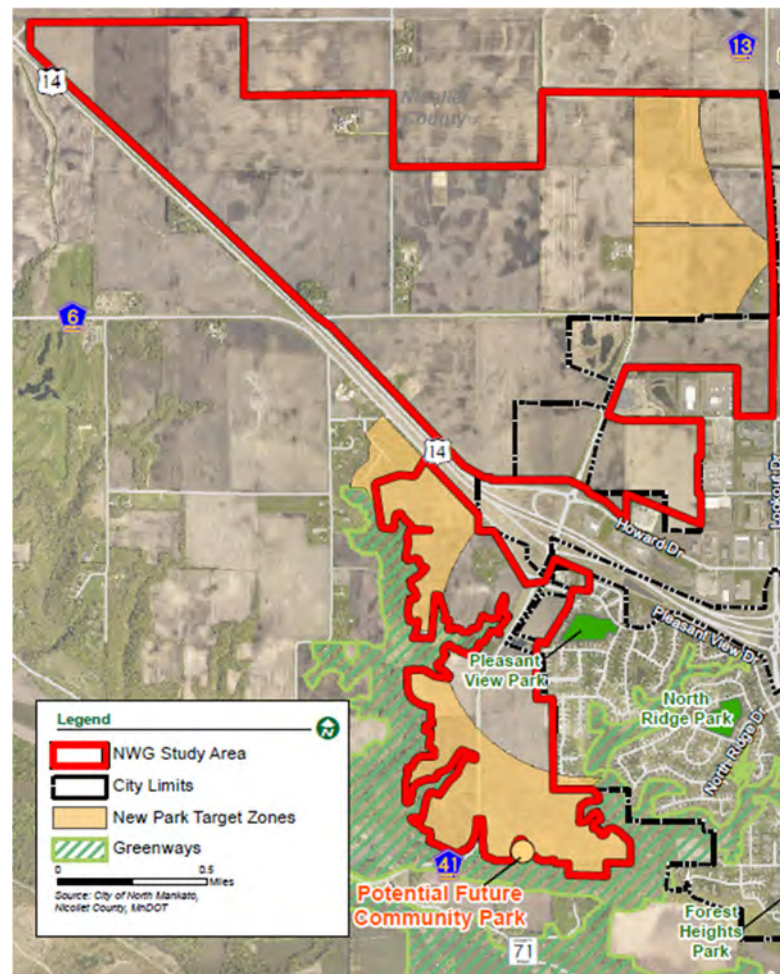 13
14
Nicollet
County
6
14
Lookout Dr
Howard Dr
Pleasant View Dr
Pleasant
View Park
North
Ridge Park
North Ridge Dr
Legend
NWG Study Area
City Limits
New Park Target Zones
Greenways
0 0.5
Miles
Source: City of North Mankato,
Nicollet County, MnDOT
41
Potential Future
Community Park
Forest
Heights
Park
71